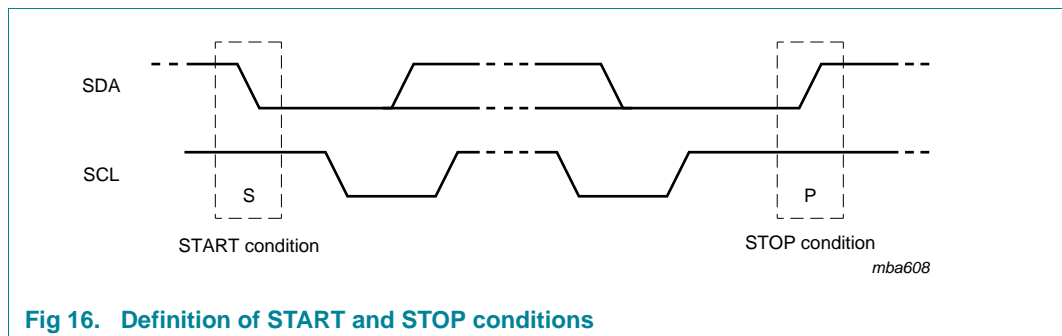 SDA
SCL
S
P
START condition
STOP condition
mba608
Fig 16. Definition of START and STOP conditions